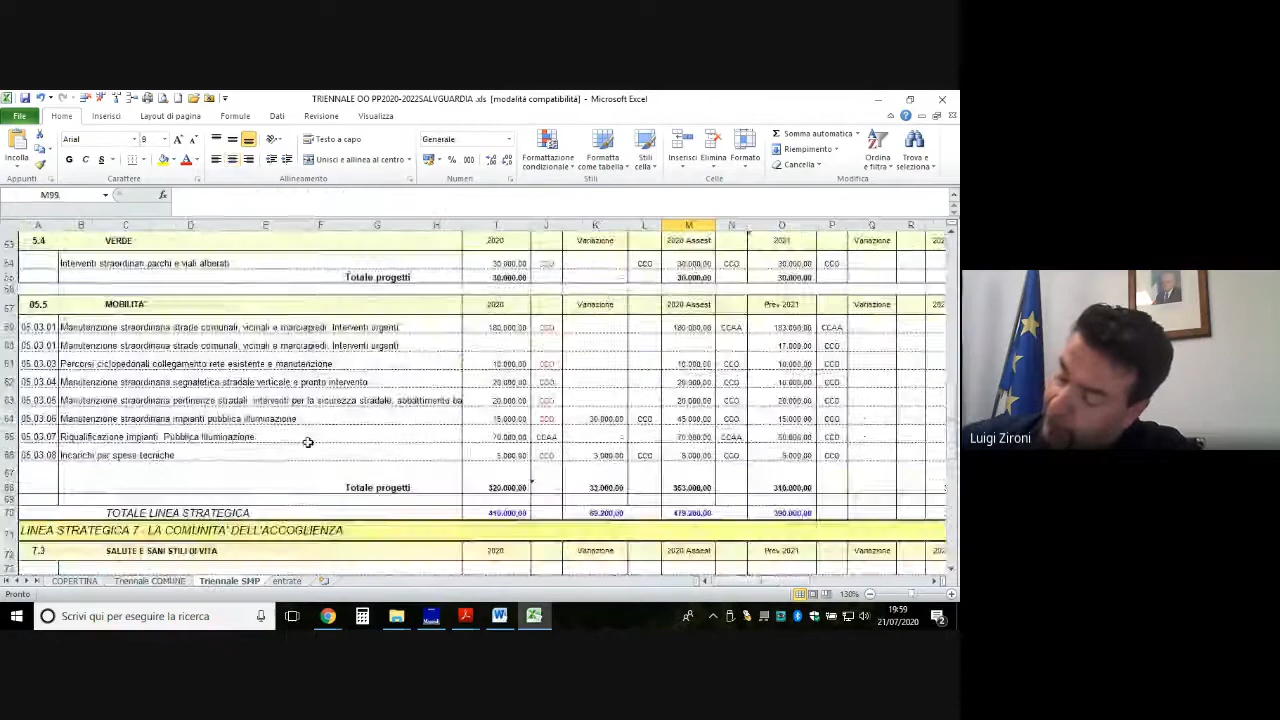 TRIENNALE OO PP2020-2022SALVGUARDIA .xls [modalità compatibilità] - Microsoft Excel
File Home Inserisci Layout di pagina Formule Dati Revisione Visualizza
Arial 9 Testo a capo Generale Somma automatica
Incolla G C S Unisci e allinea al centro % 000 Formattazione condizionale Formatta come tabella Stili cella Inserisci Elimina Formato Riempimento Cancella Ordina e filtra Trova e seleziona
Appunti Carattere Allineamento Numeri Stili Celle Modifica
M99 fx
A B C D E F G H I J K L M N O P Q R
5.4 VERDE 2020 Variazione 2020 Assest 2021 Variazione
Interventi straordinari parchi e viali alberati 30.000,00 CCO CCO 30.000,00 CCO 30.000,00 CCO
Totale progetti 30.000,00 30.000,00 30.000,00
05.5 MOBILITA' 2020 Variazione 2020 Assest Prev 2021 Variazione
05.03.01 Manutenzione straordinaria strade comunali, vicinali e marciapiedi. Interventi urgenti 180.000,00 180.000,00 CCAA 183.000,00 CCAA
05.03.01 Manutenzione straordinaria strade comunali, vicinali e marciapiedi. Interventi urgenti 17.000,00 CCO
05.03.03 Percorsi ciclopedonali collegamento rete esistente e manutenzione 10.000,00 CCO 10.000,00 CCO 10.000,00 CCO
05.03.04 Manutenzione straordinaria segnaletica stradale verticale e pronto intervento 20.000,00 CCO 20.000,00 CCO CCO
05.03.05 Manutenzione straordinaria pertinenze stradali interventi per la sicurezza stradale, abbattimento ba 20.000,00 CCO 20.000,00 CCO 20.000,00 CCO
05.03.06 Manutenzione straordinaria impianti pubblica illuminazione 15.000,00 CCO 30.000,00 CCO 45.000,00 CCO 15.000,00 CCO
05.03.07 Riqualificazione impianti Pubblica Illuminazione 70.000,00 CCAA - 70.000,00 CCAA CCO
05.03.08 Incarichi per spese tecniche 5.000,00 CCO 3.000,00 CCO 8.000,00 CCO 5.000,00 CCO
Totale progetti 320.000,00 33.000,00 353.000,00 310.000,00
TOTALE LINEA STRATEGICA 410.000,00 69.200,00 479.200,00 390.000,00
LINEA STRATEGICA 7 - LA COMUNITA' DELL'ACCOGLIENZA
7.3 SALUTE E SANI STILI DI VITA 2020 Variazione 2020 Assest Prev 2021 Variazione
COPERTINA Triennale COMUNE Triennale SMP entrate
Pronto 130%
Scrivi qui per eseguire la ricerca
19:59
21/07/2020
2
Luigi Zironi